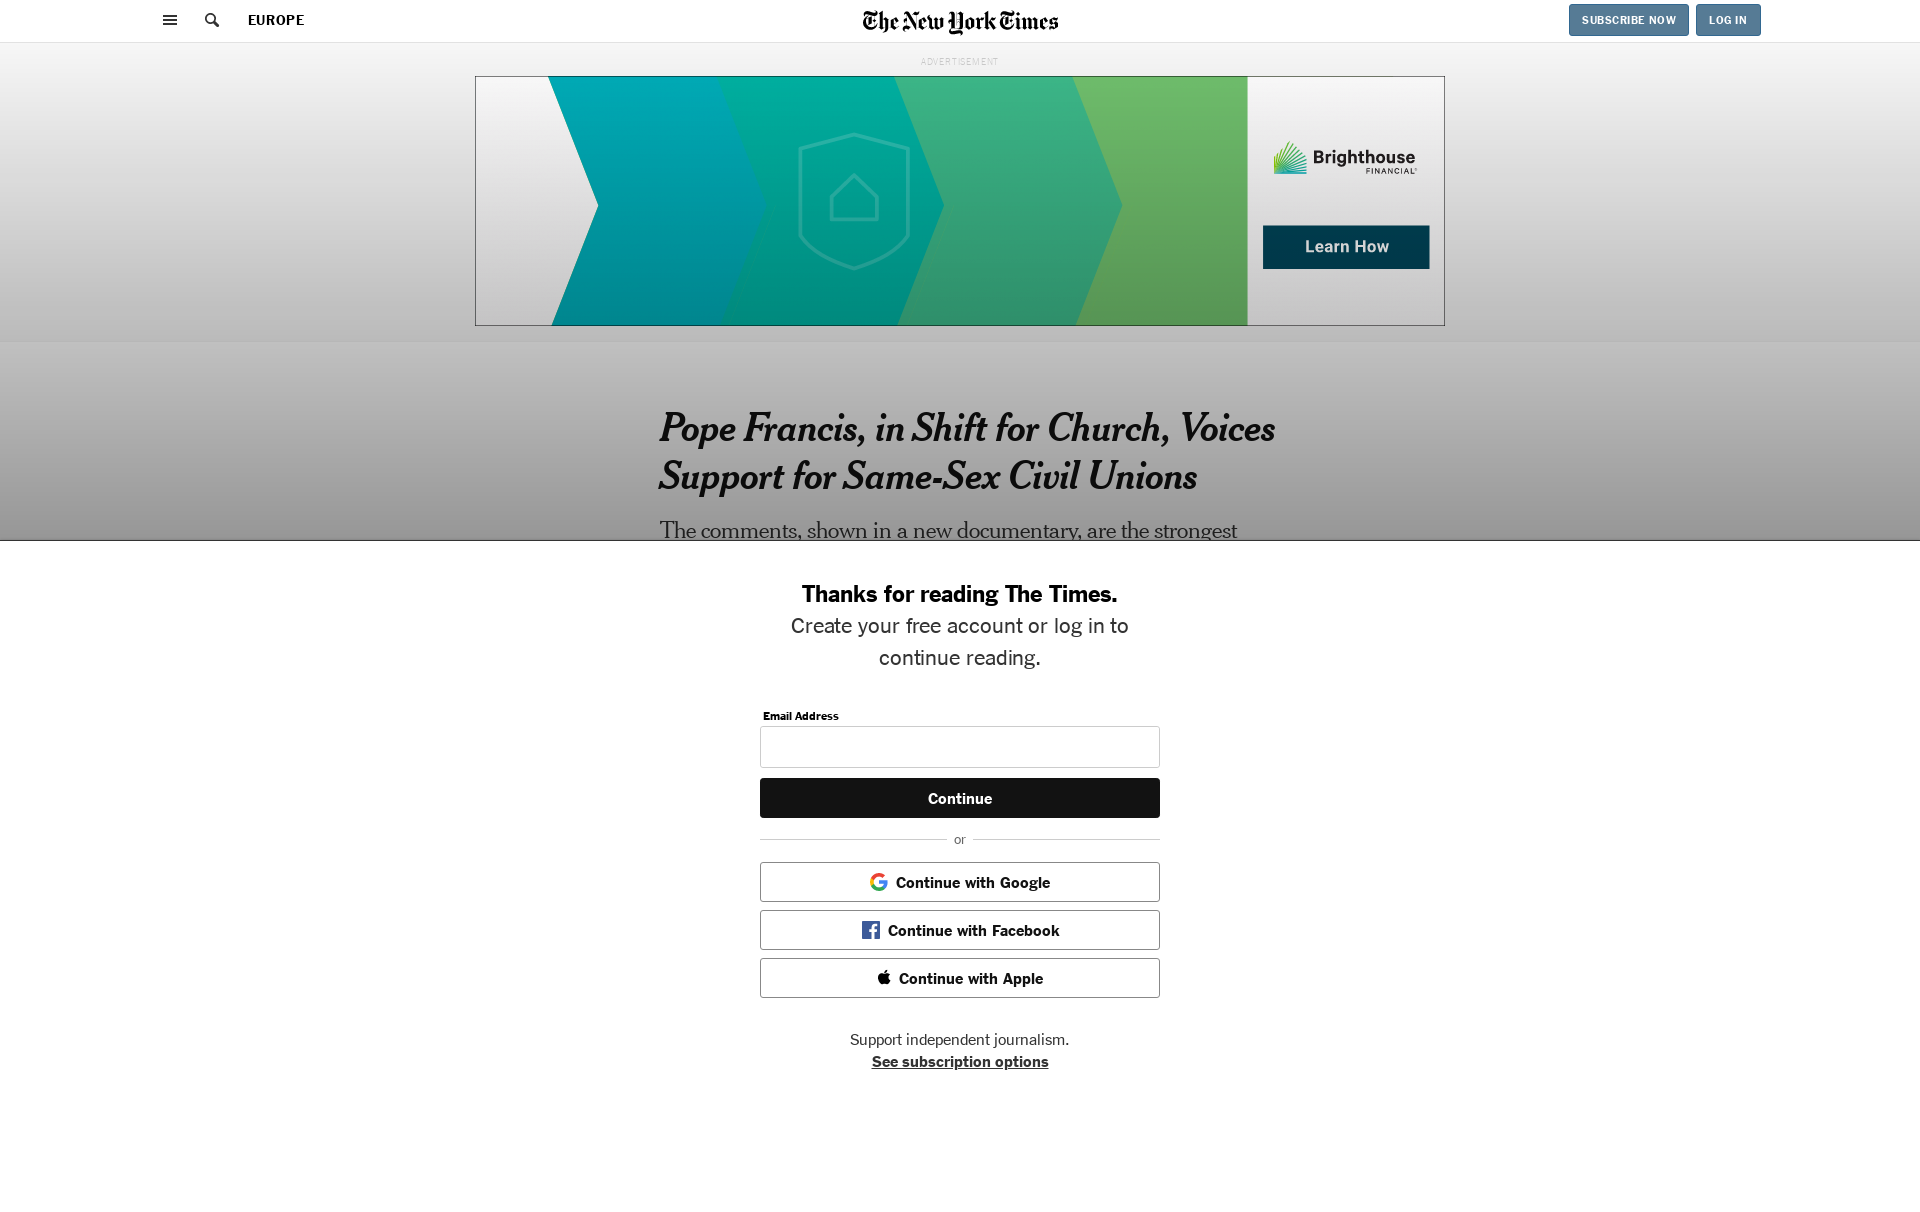 EUROPE
The New York Times
SUBSCRIBE NOW
LOG IN
ADVERTISEMENT
Brighthouse
FINANCIAL
Learn How
Pope Francis, in Shift for Church, Voices
Support for Same-Sex Civil Unions
The comments, shown in a new documentary, are the strongest
Thanks for reading The Times.
Create your free account or log in to
continue reading.
Email Address
Continue
or
Continue with Google
Continue with Facebook
Continue with Apple
Support independent journalism.
See subscription options